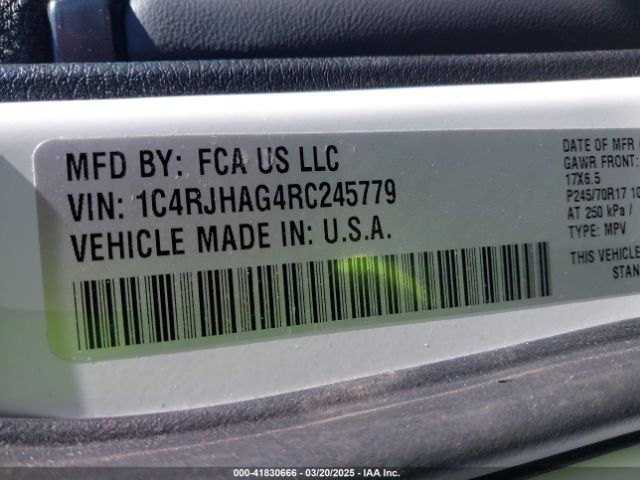 MFD BY: FCA US LLC
VIN: 1C4RJHAG4RC245779
VEHICLE MADE IN: U.S.A.
DATE OF MFR
GAWR FRONT:
17X6.5
P245/70R17 10
AT 250 kPa /
TYPE: MPV
THIS VEHICLE
STAN
000-41830666 — 03/20/2025 — IAA Inc.